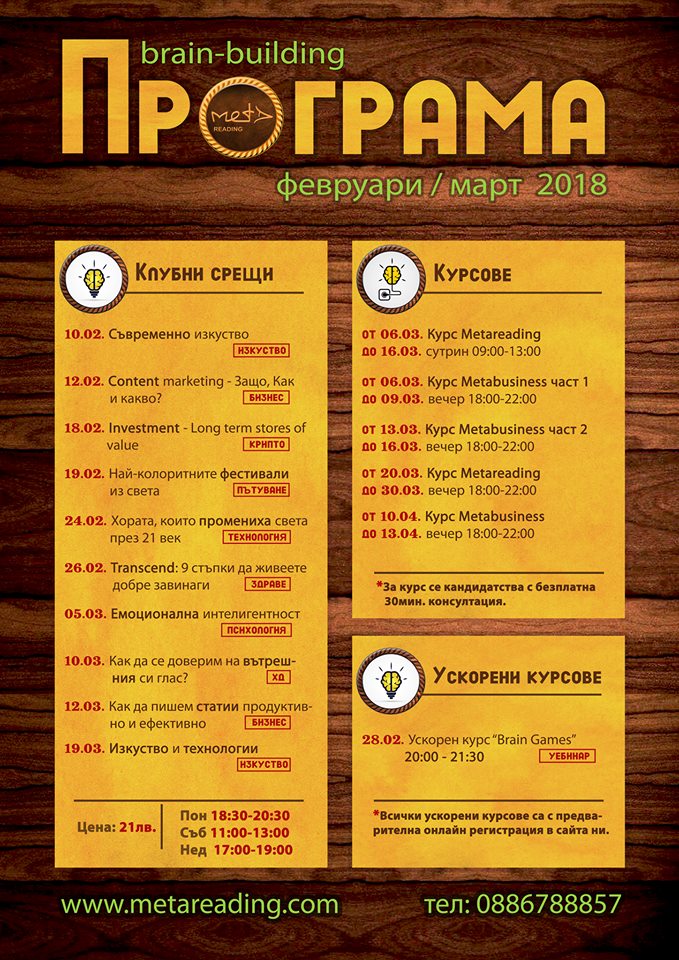 brain-building
Програма
meta
READING
февруари / март 2018
Клубни срещи
10.02. Съвременно изкуство
изкуство
12.02. Content marketing - Защо, Как
и какво?
бизнес
18.02. Investment - Long term stores of
value
крипто
19.02. Най-колоритните фестивали
из света
пътуване
24.02. Хората, които промениха света
през 21 век
технология
26.02. Transcend: 9 стъпки да живеете
добре завинаги
здраве
05.03. Емоционална интелигентност
психология
10.03. Как да се доверим на вътреш-
ния си глас?
ХД
12.03. Как да пишем статии продуктив-
но и ефективно
бизнес
19.03. Изкуство и технологии
изкуство
Цена: 21лв.
Пон 18:30-20:30
Съб 11:00-13:00
Нед 17:00-19:00
Курсове
от 06.03. Курс Metareading
до 16.03. сутрин 09:00-13:00
от 06.03. Курс Metabusiness част 1
до 09.03. вечер 18:00-22:00
от 13.03. Курс Metabusiness част 2
до 16.03. вечер 18:00-22:00
от 20.03. Курс Metareading
до 30.03. вечер 18:00-22:00
от 10.04. Курс Metabusiness
до 13.04. вечер 18:00-22:00
*За курс се кандидатства с безплатна
30мин. консултация.
Ускорени курсове
28.02. Ускорен курс “Brain Games”
20:00 - 21:30
уебинар
*Всички ускорени курсове са с предва-
рителна онлайн регистрация в сайта ни.
www.metareading.com
тел: 0886788857